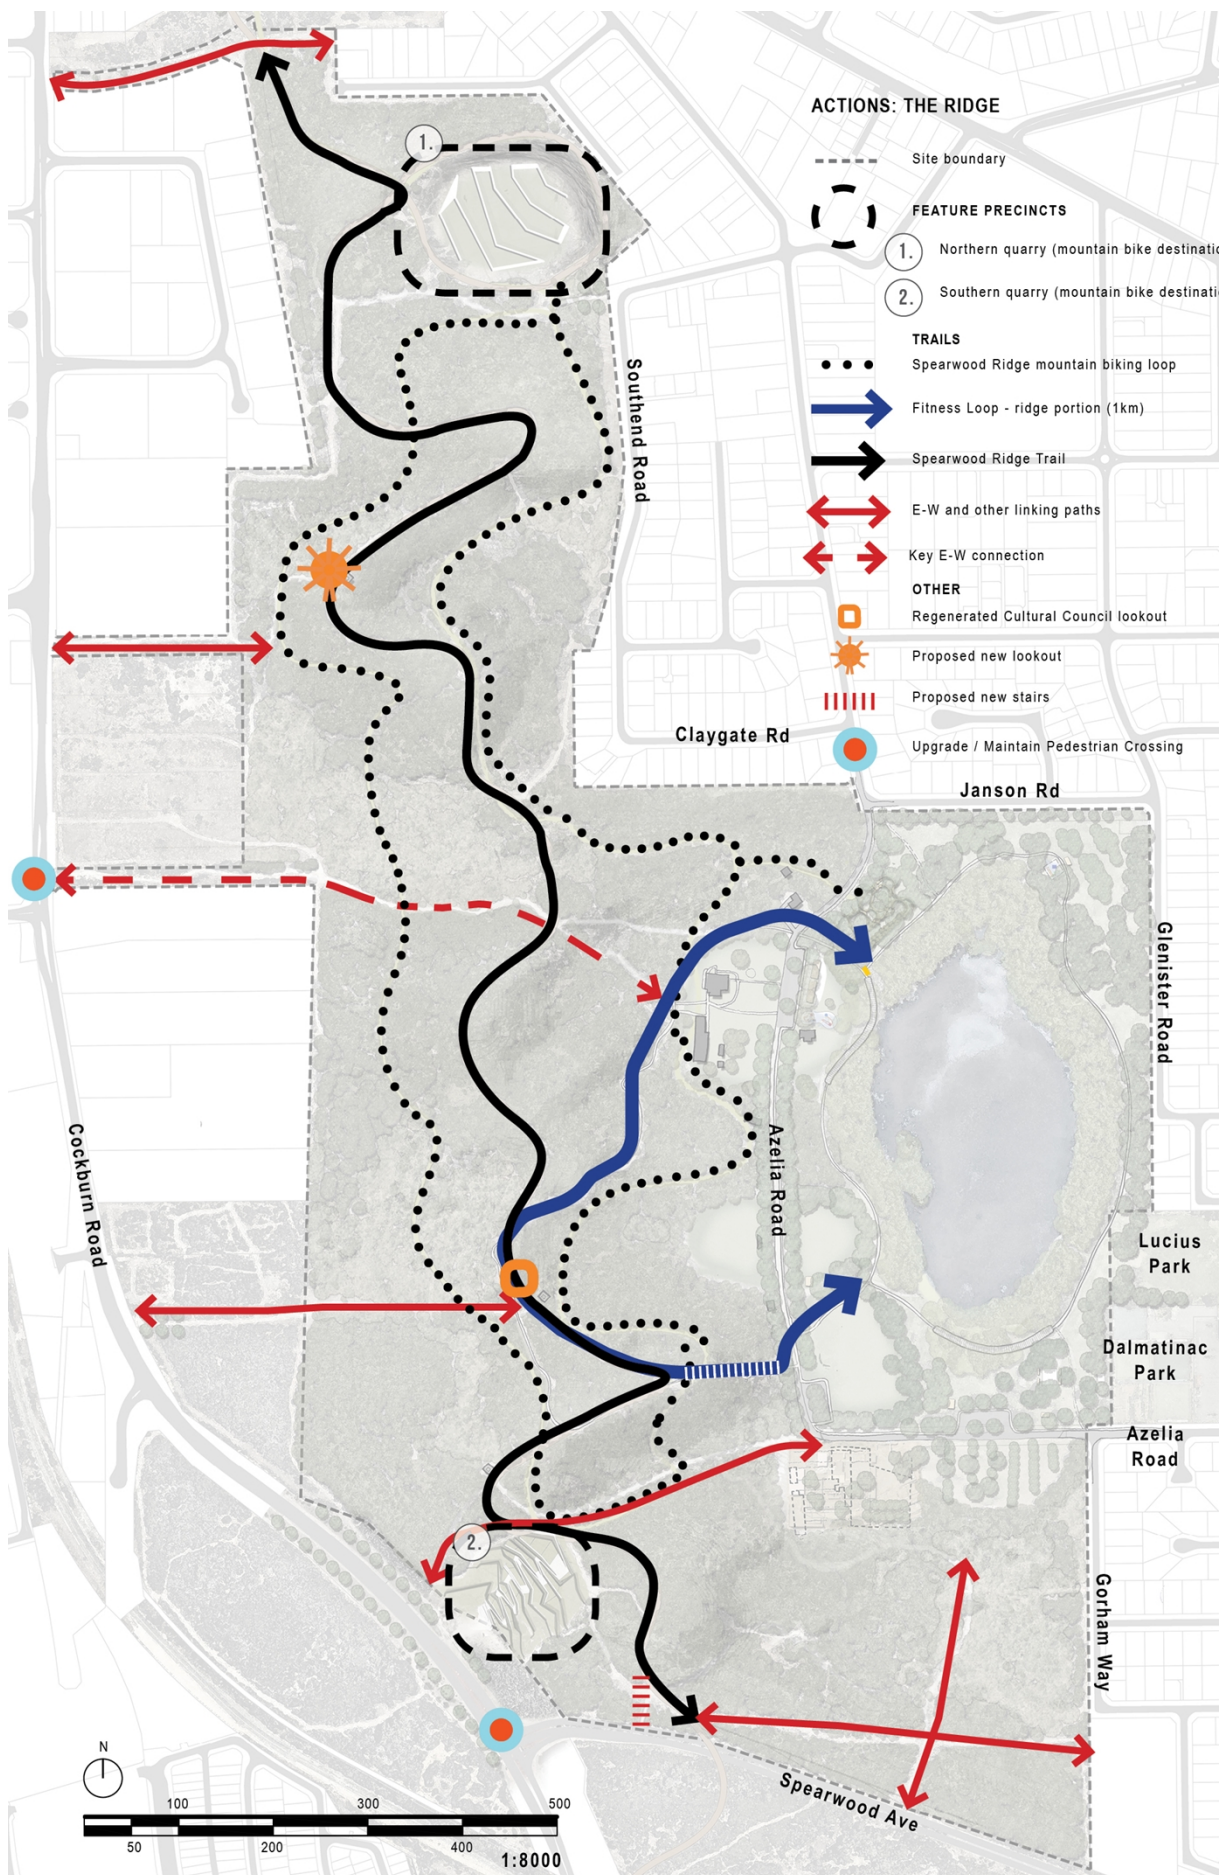 ACTIONS: THE RIDGE
Site boundary
FEATURE PRECINCTS
1. Northern quarry (mountain bike destinatio
2. Southern quarry (mountain bike destinati
TRAILS
Spearwood Ridge mountain biking loop
Fitness Loop - ridge portion (1km)
Spearwood Ridge Trail
E-W and other linking paths
Key E-W connection
OTHER
Regenerated Cultural Council lookout
Proposed new lookout
Proposed new stairs
Upgrade / Maintain Pedestrian Crossing
1.
Southend Road
Claygate Rd
Janson Rd
Glenister Road
Cockburn Road
Azelia Road
Lucius
Park
Dalmatinac
Park
Azelia
Road
2.
Gorham Way
Spearwood Ave
N
100 300 500
50 200 400
1:8000